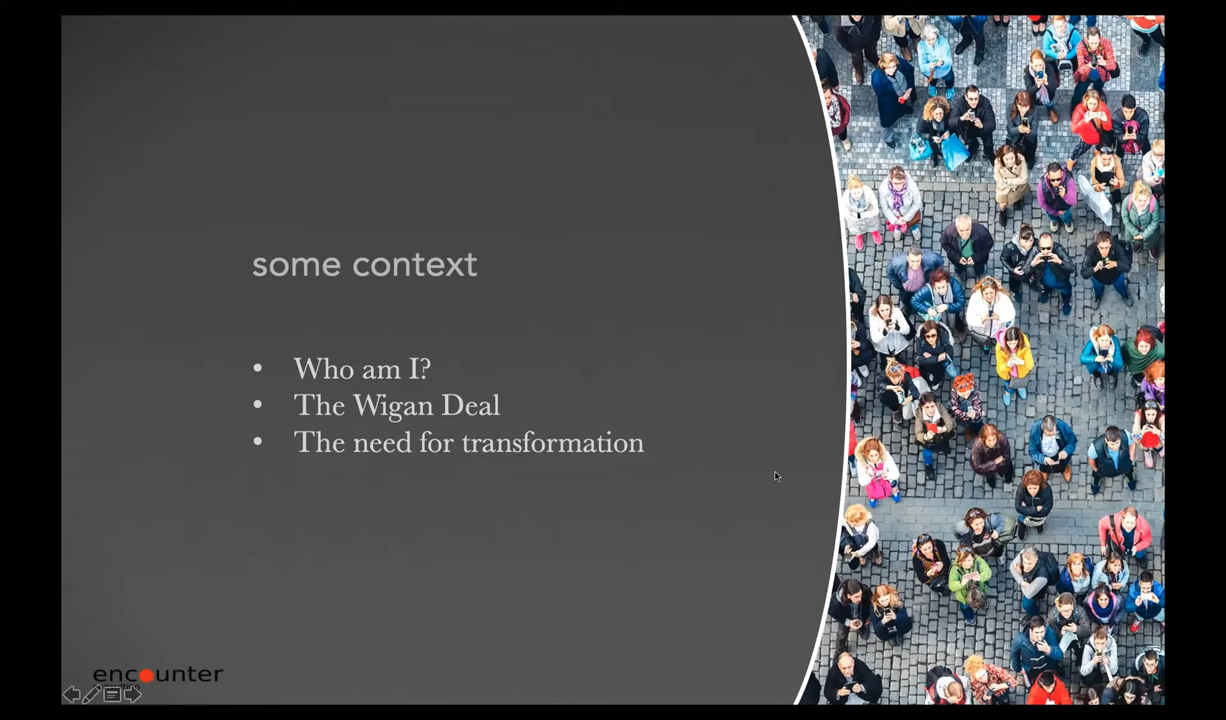 some context
• Who am I?
• The Wigan Deal
• The need for transformation
encounter